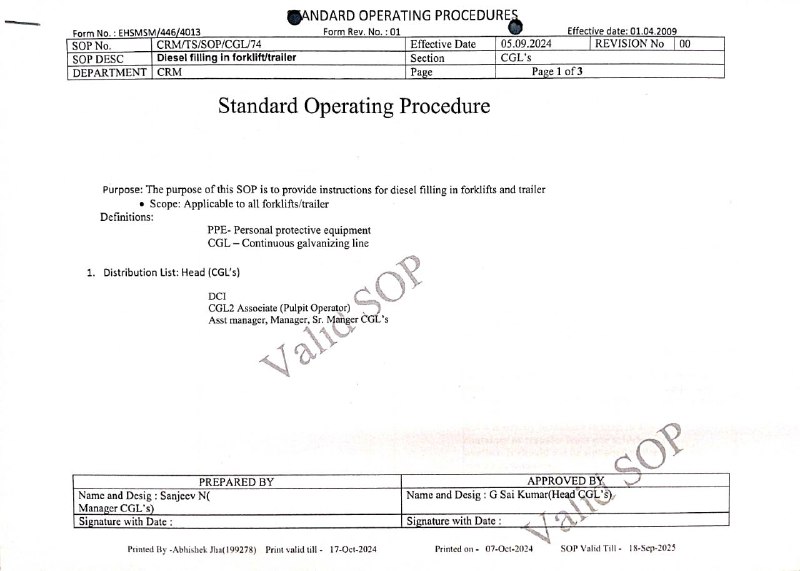 STANDARD OPERATING PROCEDURES
Form No. : EHSMSM/446/4013 Form Rev. No. : 01 Effective date: 01.04.2009
SOP No. CRM/TS/SOP/CGL/74 Effective Date 05.09.2024 REVISION No 00
SOP DESC Diesel filling in forklift/trailer Section CGL's
DEPARTMENT CRM Page Page 1 of 3
Standard Operating Procedure
Purpose: The purpose of this SOP is to provide instructions for diesel filling in forklifts and trailer
• Scope: Applicable to all forklifts/trailer
Definitions:
PPE- Personal protective equipment
CGL – Continuous galvanizing line
1. Distribution List: Head (CGL's)
DCI
CGL2 Associate (Pulpit Operator)
Asst manager, Manager, Sr. Manger CGL's
Valid SOP
Valid SOP
PREPARED BY APPROVED BY
Name and Desig : Sanjeev N( Name and Desig : G Sai Kumar(Head CGL's)
Manager CGL's)
Signature with Date : Signature with Date :
Printed By -Abhishek Jha(199278) Print valid till - 17-Oct-2024 Printed on - 07-Oct-2024 SOP Valid Till - 18-Sep-2025